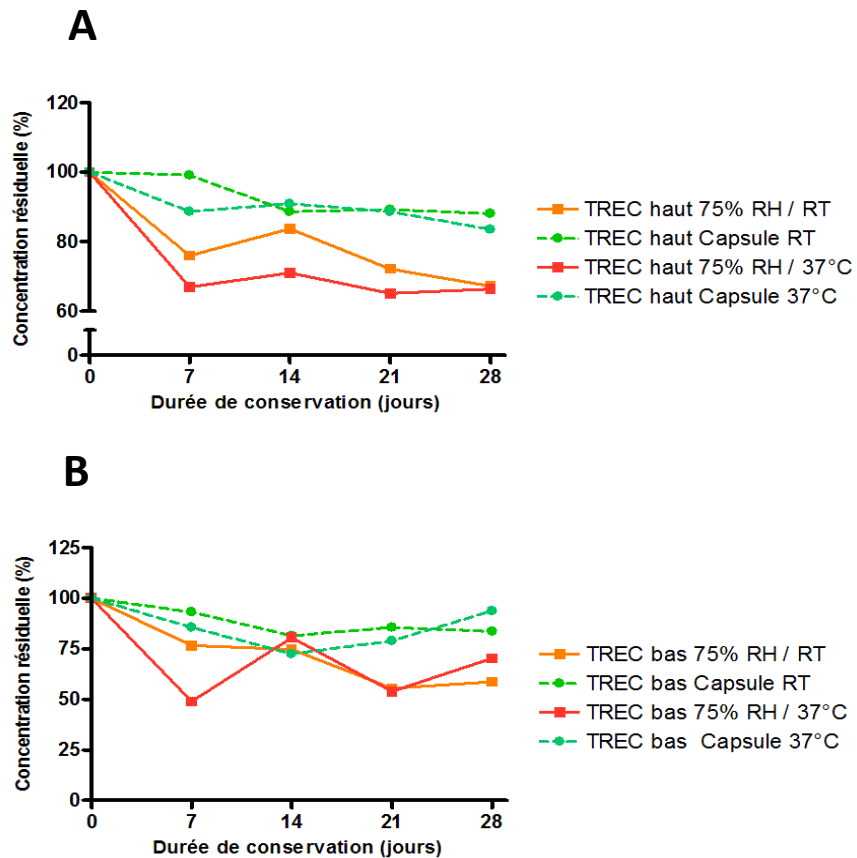 A
Concentration résiduelle (%)
120
100
80
60
0
0 7 14 21 28
Durée de conservation (jours)
TREC haut 75% RH / RT
TREC haut Capsule RT
TREC haut 75% RH / 37°C
TREC haut Capsule 37°C
B
Concentration résiduelle (%)
125
100
75
50
25
0
0 7 14 21 28
Durée de conservation (jours)
TREC bas 75% RH / RT
TREC bas Capsule RT
TREC bas 75% RH / 37°C
TREC bas Capsule 37°C